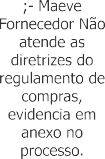 ;- Maeve
Fornecedor Não
atende as
diretrizes do
regulamento de
compras,
evidencia em
anexo no
processo.